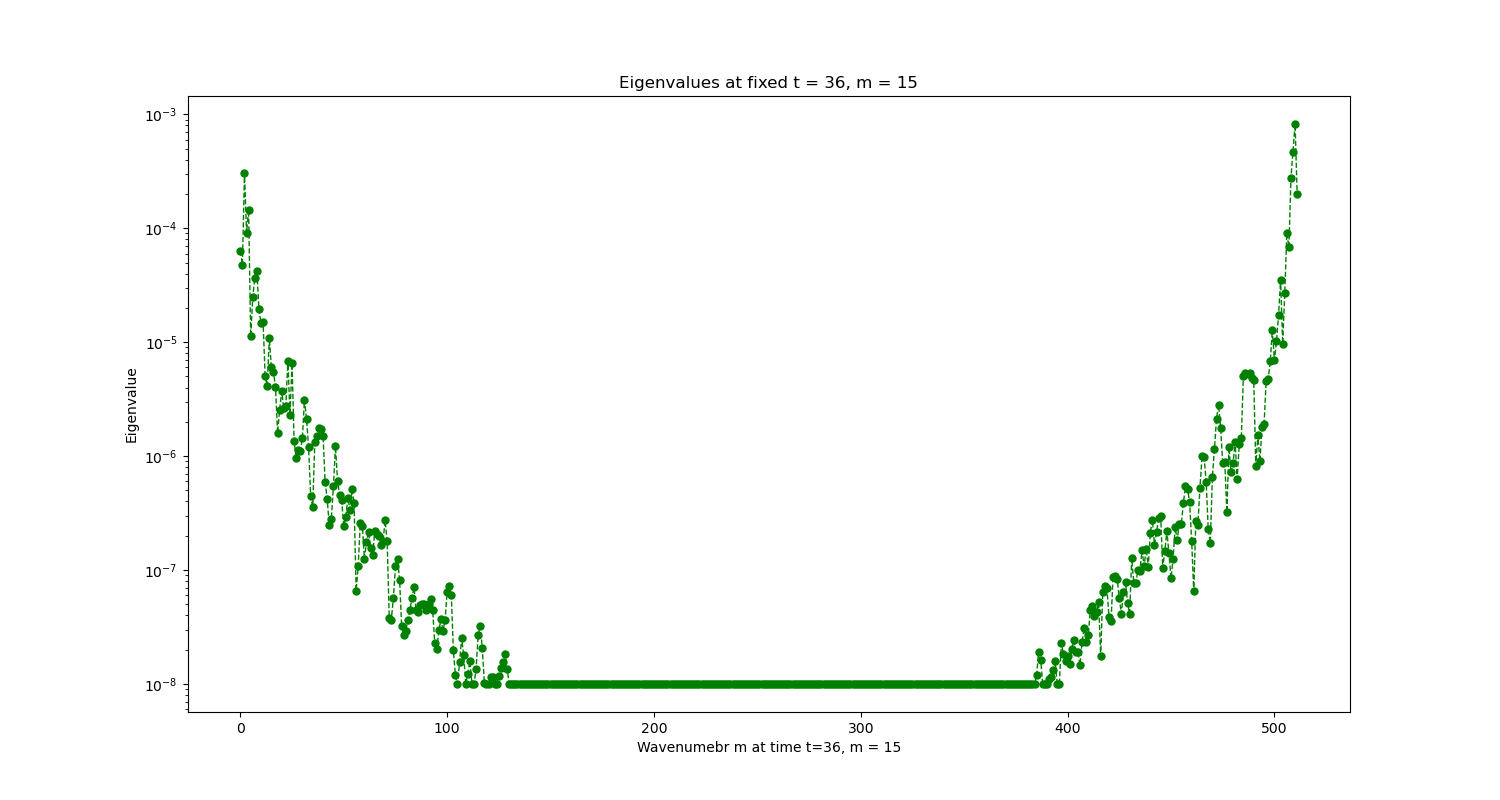 Eigenvalues at fixed t = 36, m = 15
10⁻³
10⁻⁴
10⁻⁵
10⁻⁶
10⁻⁷
10⁻⁸
Eigenvalue
0 100 200 300 400 500
Wavenumebr m at time t=36, m = 15